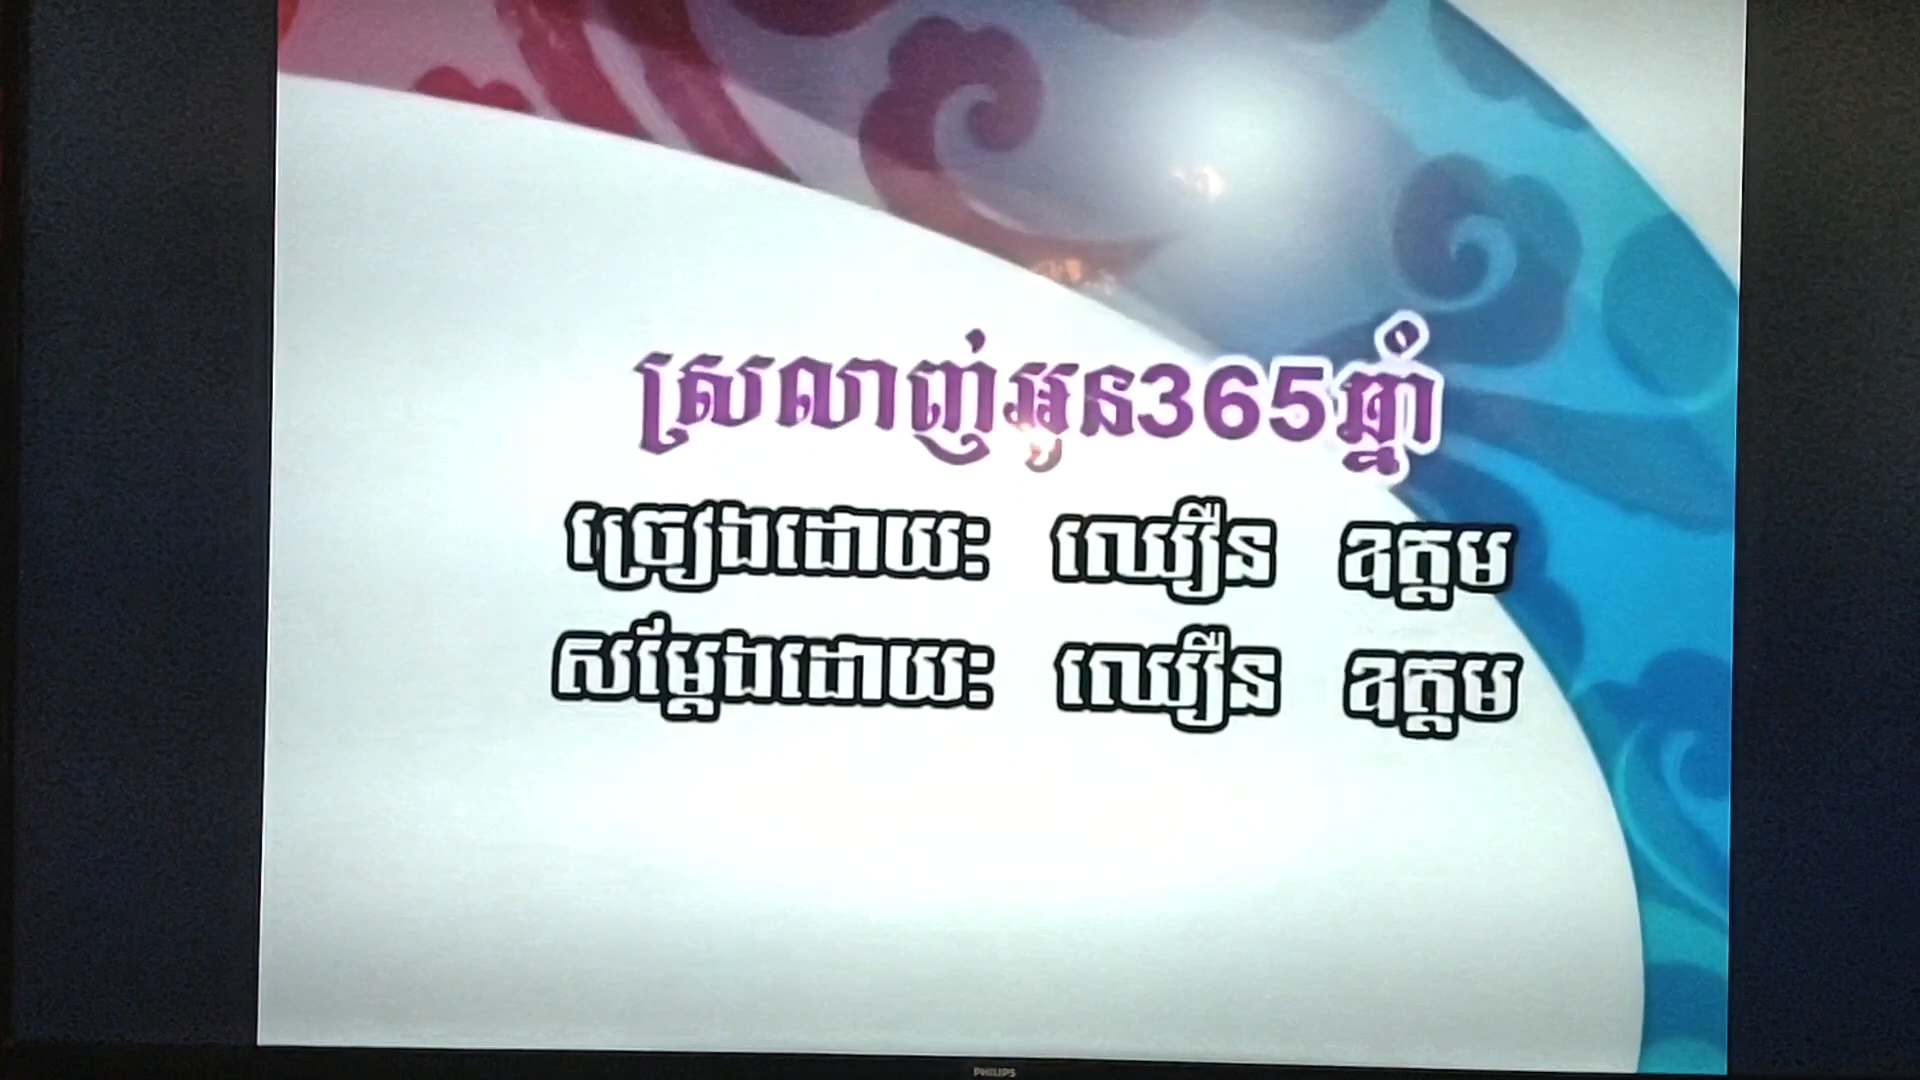 ស្រលាញ់អូន365ឆ្នាំ
ច្រៀងដោយ: ឈឿន ឧត្តម
សម្ដែងដោយ: ឈឿន ឧត្តម
PHILIPS